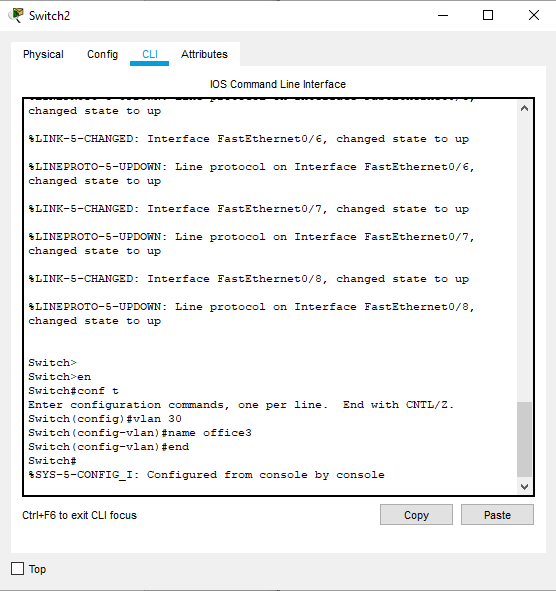 Switch2
Physical Config CLI Attributes
IOS Command Line Interface
changed state to up
%LINK-5-CHANGED: Interface FastEthernet0/6, changed state to up
%LINEPROTO-5-UPDOWN: Line protocol on Interface FastEthernet0/6,
changed state to up
%LINK-5-CHANGED: Interface FastEthernet0/7, changed state to up
%LINEPROTO-5-UPDOWN: Line protocol on Interface FastEthernet0/7,
changed state to up
%LINK-5-CHANGED: Interface FastEthernet0/8, changed state to up
%LINEPROTO-5-UPDOWN: Line protocol on Interface FastEthernet0/8,
changed state to up
Switch>
Switch>en
Switch#conf t
Enter configuration commands, one per line.  End with CNTL/Z.
Switch(config)#vlan 30
Switch(config-vlan)#name office3
Switch(config-vlan)#end
Switch#
%SYS-5-CONFIG_I: Configured from console by console
Ctrl+F6 to exit CLI focus
Copy Paste
Top